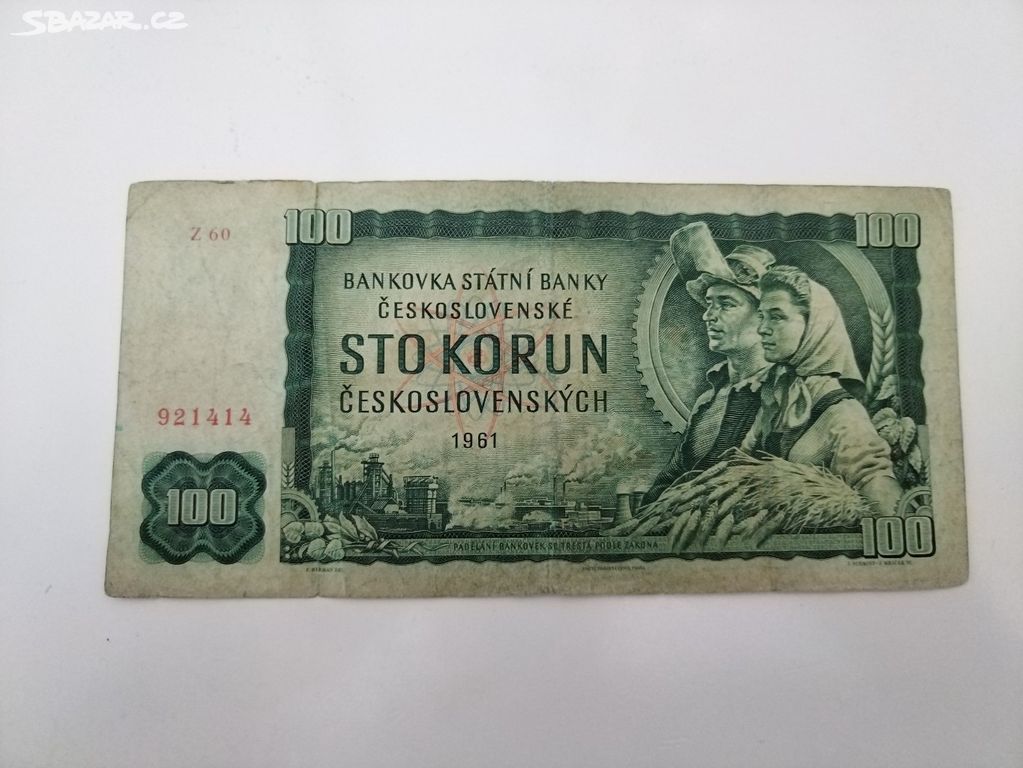 SBAZAR.CZ
Z 60
100
100
BANKOVKA STÁTNÍ BANKY
ČESKOSLOVENSKÉ
STO KORUN
ČESKOSLOVENSKÝCH
1961
921414
100
100
PADĚLÁNÍ BANKOVEK SE TRESTÁ PODLE ZÁKONA